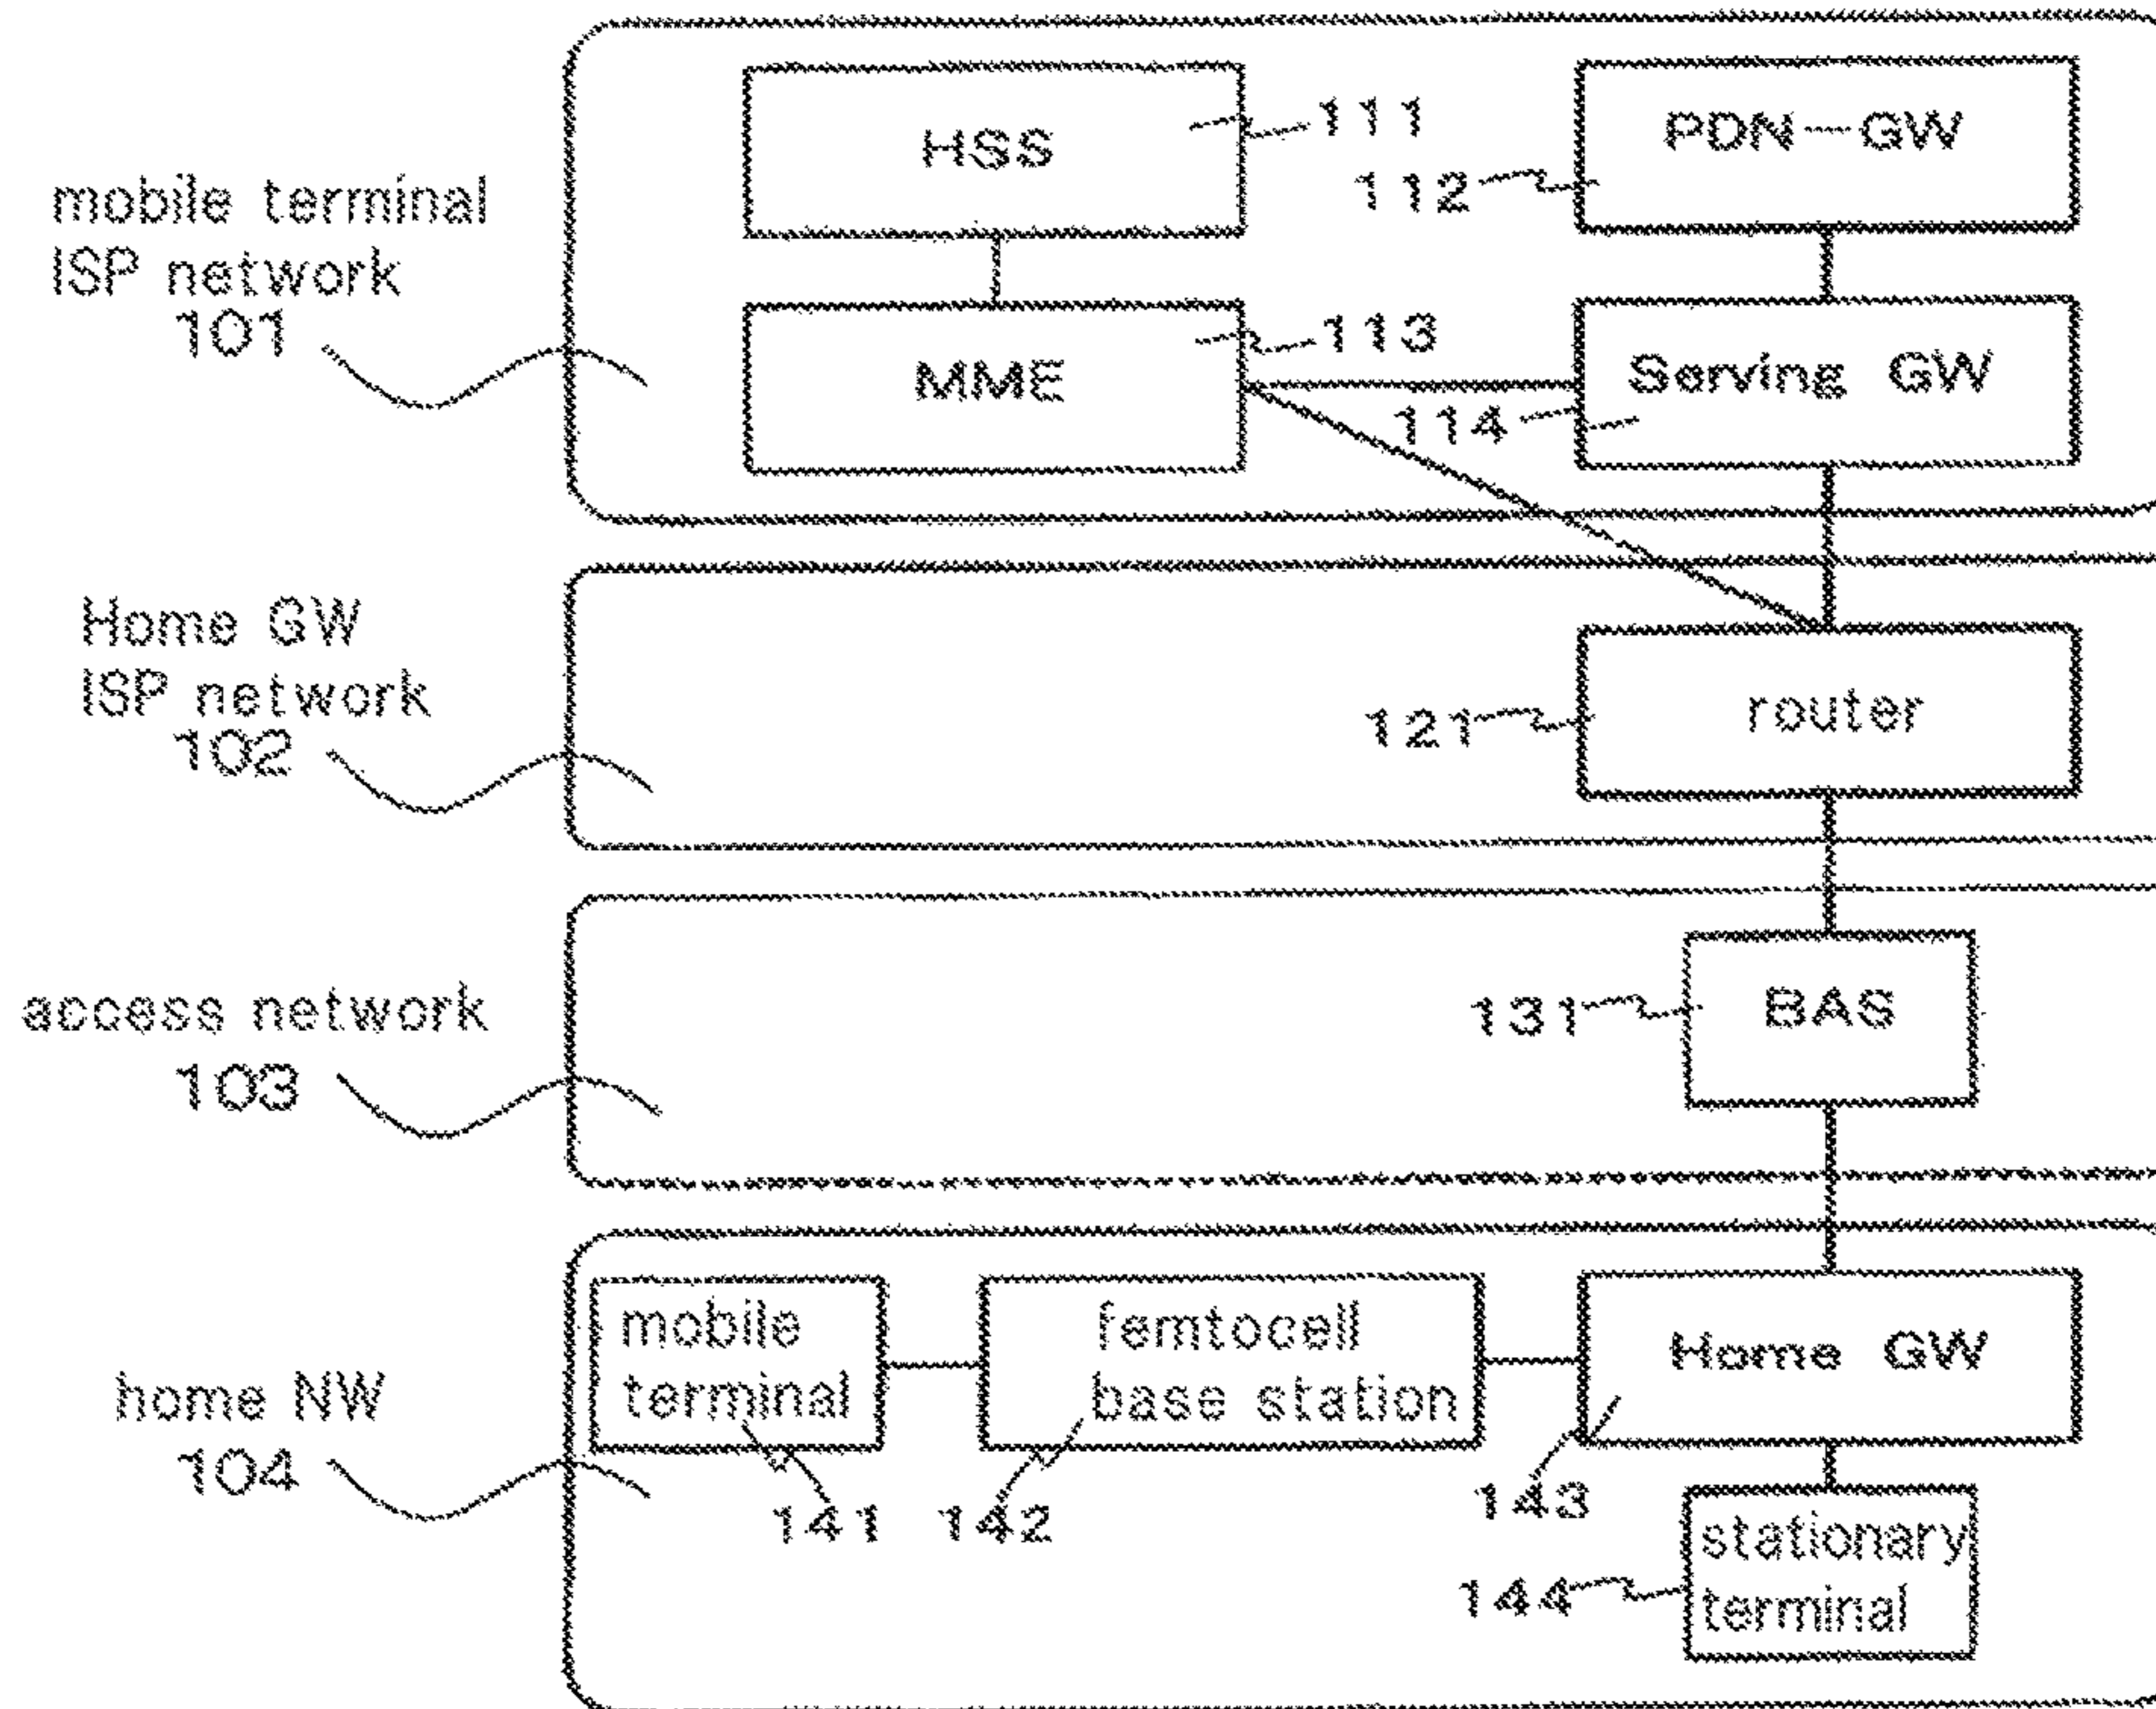 HSS
111
PDN-GW
112
mobile terminal
ISP network
101
MME
113
Serving GW
114
Home GW
ISP network
102
router
121
access network
103
BAS
131
home NW
104
mobile
terminal
141
femtocell
base station
142
Home GW
143
stationary
terminal
144